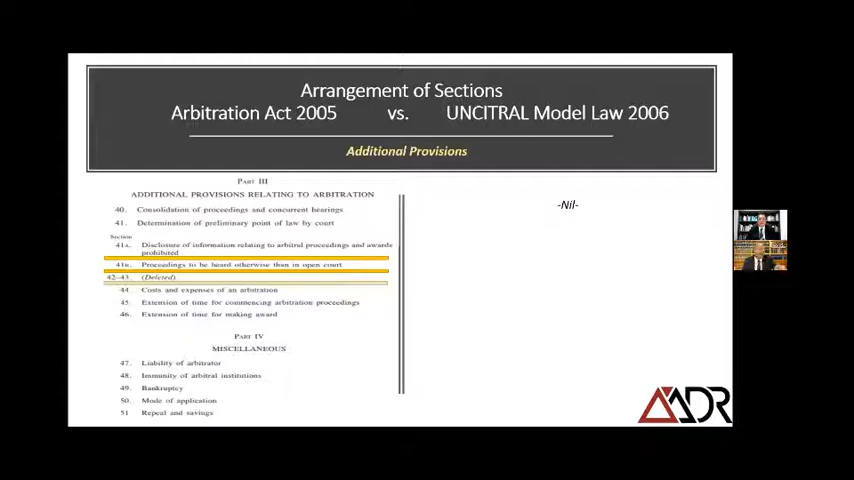 Arrangement of Sections
Arbitration Act 2005 vs. UNCITRAL Model Law 2006
Additional Provisions
PART III
ADDITIONAL PROVISIONS RELATING TO ARBITRATION
40. Consolidation of proceedings and concurrent hearings
41. Determination of preliminary point of law by court
Section
41A. Disclosure of information relating to arbitral proceedings and awards
prohibited
41B. Proceedings to be heard otherwise than in open court
42–43. (Deleted)
44. Costs and expenses of an arbitration
45. Extension of time for commencing arbitration proceedings
46. Extension of time for making award
PART IV
MISCELLANEOUS
47. Liability of arbitrator
48. Immunity of arbitral institutions
49. Bankruptcy
50. Mode of application
51 Repeal and savings
-Nil-
AADR